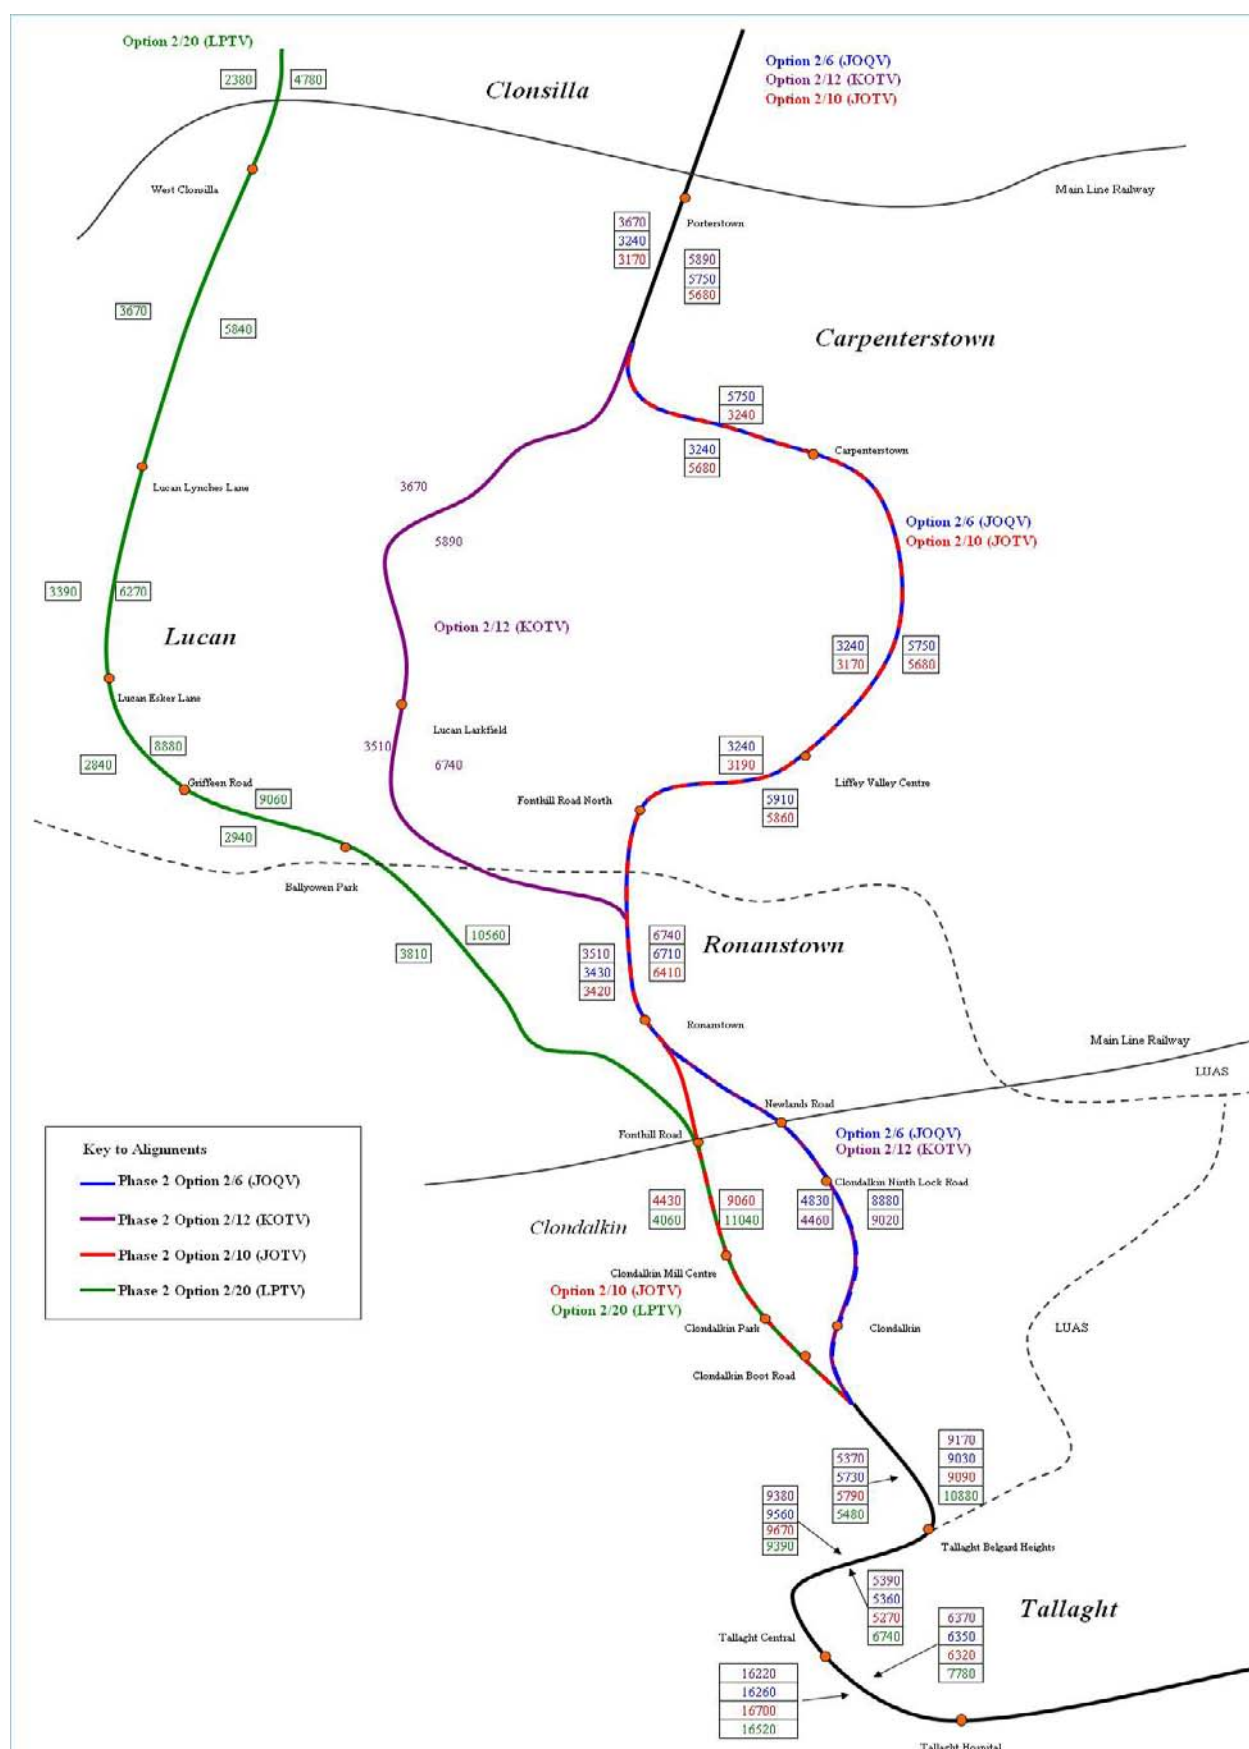 Option 2/20 (LPTV)
2380
4780
Clonsilla
Option 2/6 (JOQV)
Option 2/12 (KOTV)
Option 2/10 (JOTV)
West Clonsilla
Main Line Railway
Porterstown
3670
3240
3170
5890
5750
5680
3670
5840
Carpenterstown
5750
3240
3240
5680
Carpenterstown
Lucan Lynches Lane
3670
5890
Option 2/6 (JOQV)
Option 2/10 (JOTV)
3390
6270
Lucan
Option 2/12 (KOTV)
3240
3170
5750
5680
Lucan Esker Lane
Lucan Larkfield
3510
6740
8880
2840
Griffeen Road
9060
2940
3240
3190
Liffey Valley Centre
Fonthill Road North
5910
5860
Ballyowen Park
10560
3810
3510
3430
3420
6740
6710
6410
Ronanstown
Ronanstown
Main Line Railway
LUAS
Newlands Road
Fonthill Road
Option 2/6 (JOQV)
Option 2/12 (KOTV)
Clondalkin Ninth Lock Road
Key to Alignments
Phase 2 Option 2/6 (JOQV)
Phase 2 Option 2/12 (KOTV)
Phase 2 Option 2/10 (JOTV)
Phase 2 Option 2/20 (LPTV)
4430
4060
9060
11040
4830
4460
8880
9020
Clondalkin
Clondalkin Mill Centre
Option 2/10 (JOTV)
Option 2/20 (LPTV)
Clondalkin Park
Clondalkin
LUAS
Clondalkin Boot Road
5370
5730
5790
5480
9170
9030
9090
10880
9380
9560
9670
9390
Tallaght Belgard Heights
5390
5360
5270
6740
Tallaght
6370
6350
6320
7780
Tallaght Central
16220
16260
16700
16520
Tallaght Hospital